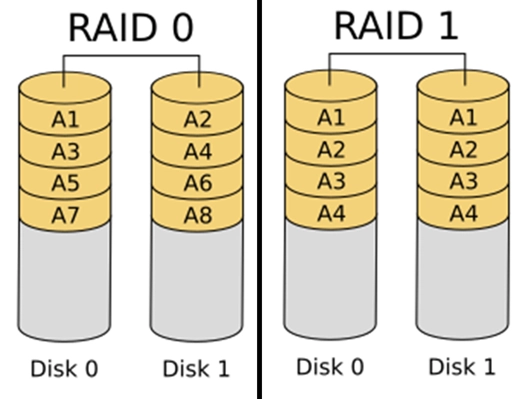 RAID 0
A1
A3
A5
A7
A2
A4
A6
A8
Disk 0
Disk 1
RAID 1
A1
A2
A3
A4
A1
A2
A3
A4
Disk 0
Disk 1